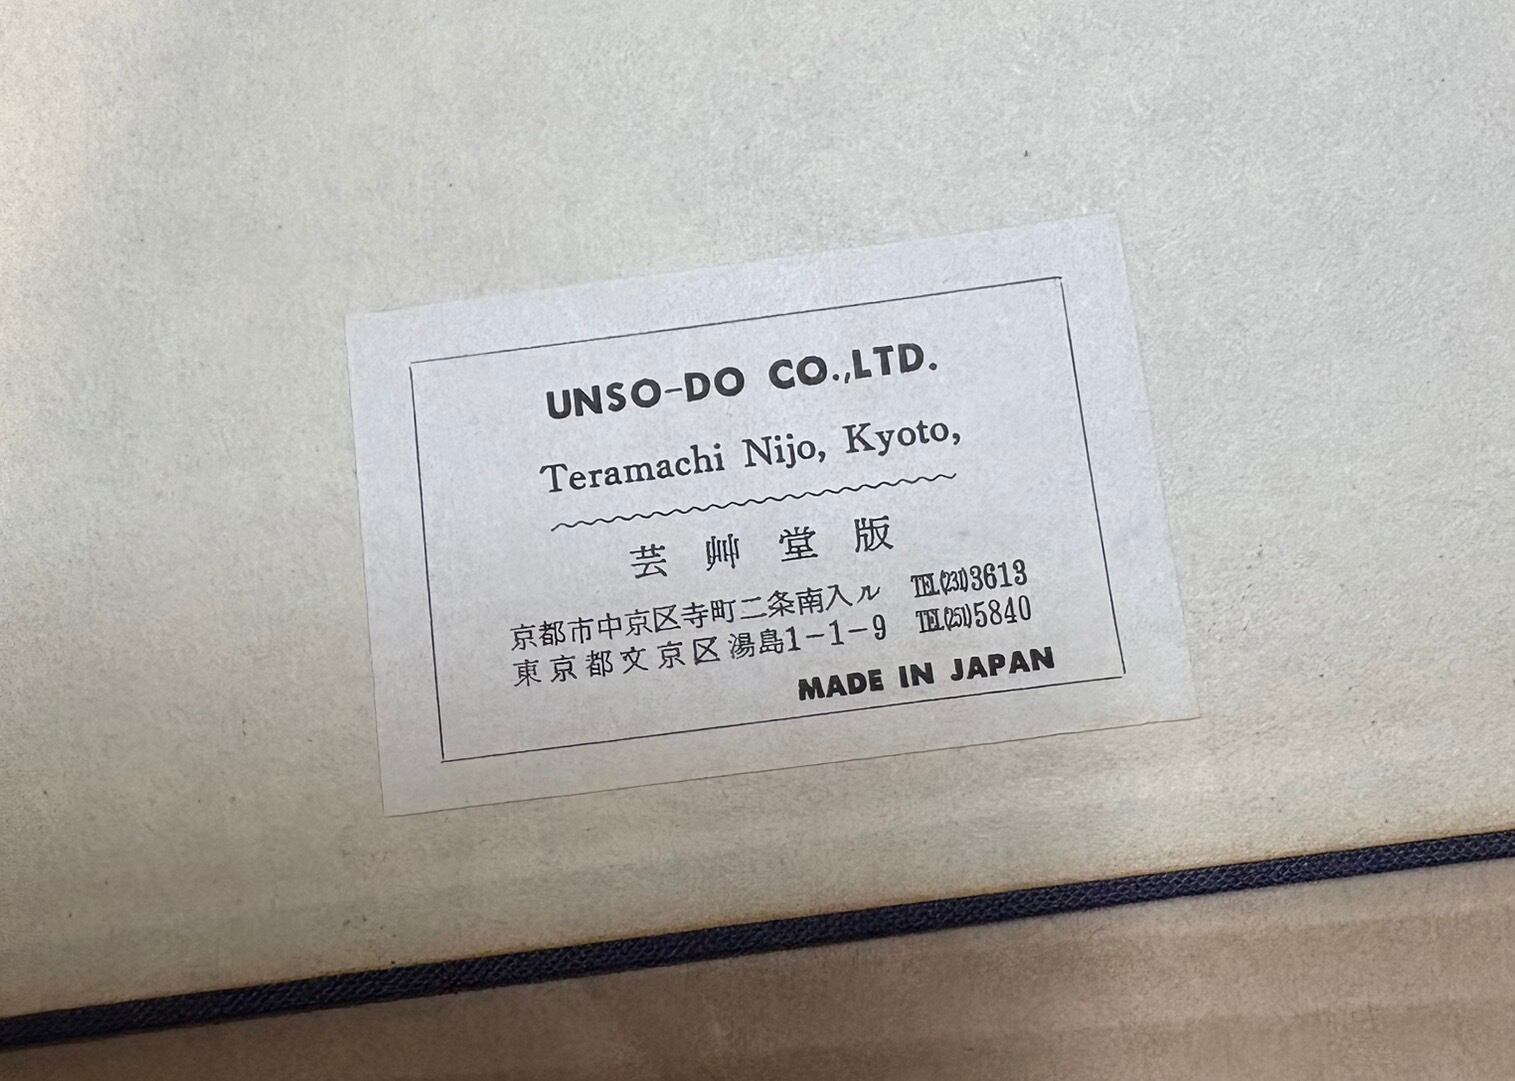 UNSO-DO CO.,LTD.
Teramachi Nijo, Kyoto,
芸艸堂版
京都市中京区寺町二条南入ル TEL(231)3613
東京都文京区湯島1-1-9 TEL(251)5840
MADE IN JAPAN